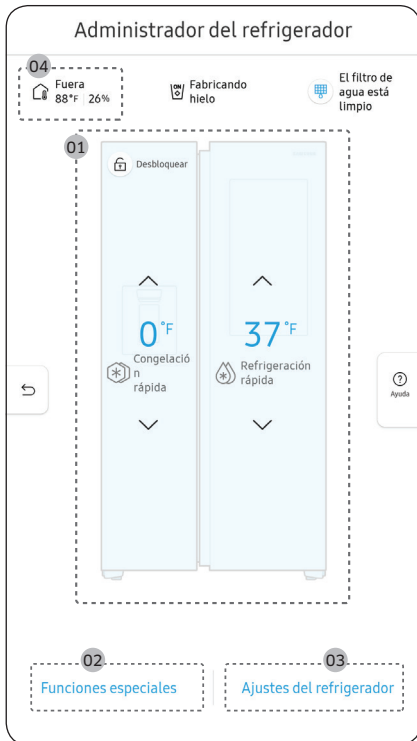 Administrador del refrigerador
04
Fuera
88°F | 26%
ON
Fabricando
hielo
El filtro de
agua está
limpio
01
Desbloquear
0°F
Congelació
n
rápida
37°F
Refrigeración
rápida
?
Ayuda
02
Funciones especiales
03
Ajustes del refrigerador